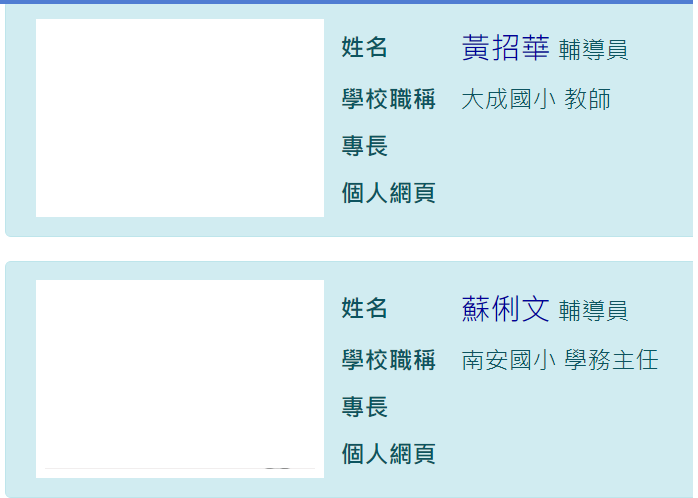 姓名 黃招華 輔導員
學校職稱 大成國小 教師
專長
個人網頁
姓名 蘇俐文 輔導員
學校職稱 南安國小 學務主任
專長
個人網頁